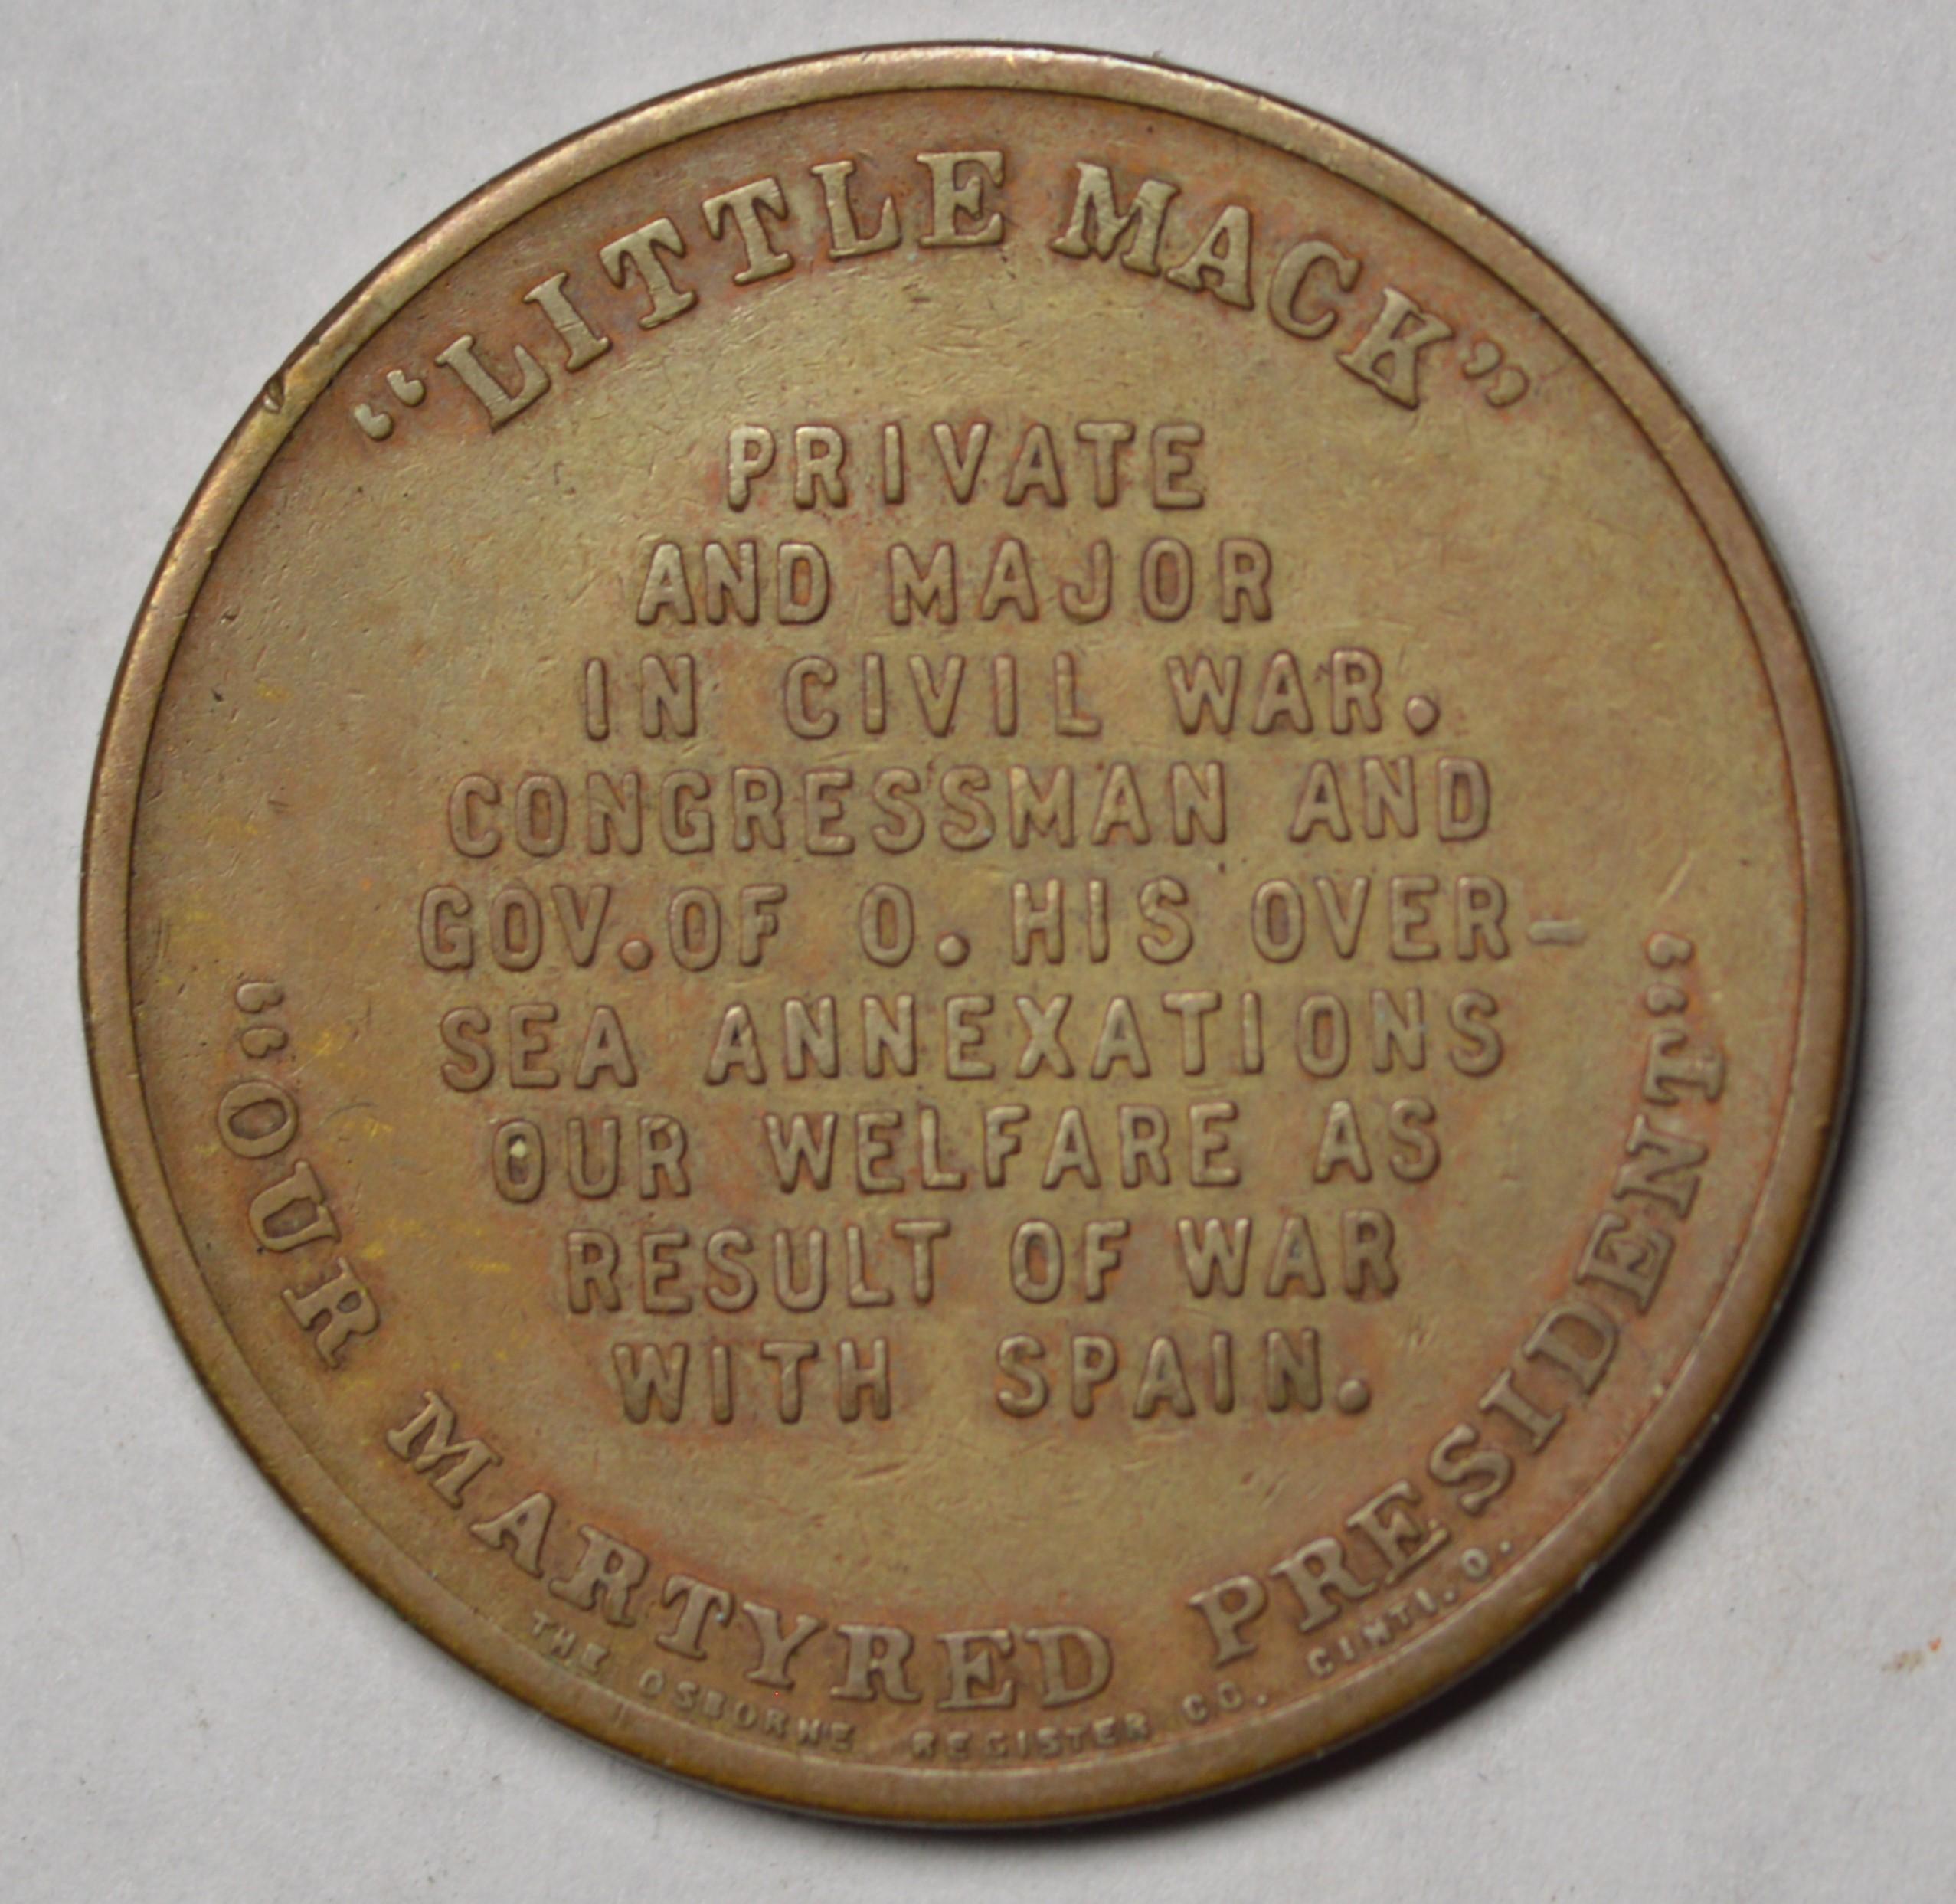 “LITTLE MACK”
PRIVATE
AND MAJOR
IN CIVIL WAR.
CONGRESSMAN AND
GOV. OF O. HIS OVER-
SEA ANNEXATIONS
OUR WELFARE AS
RESULT OF WAR
WITH SPAIN.
“OUR MARTYRED PRESIDENT”
THE OSBORNE REGISTER CO. CINTI. O.